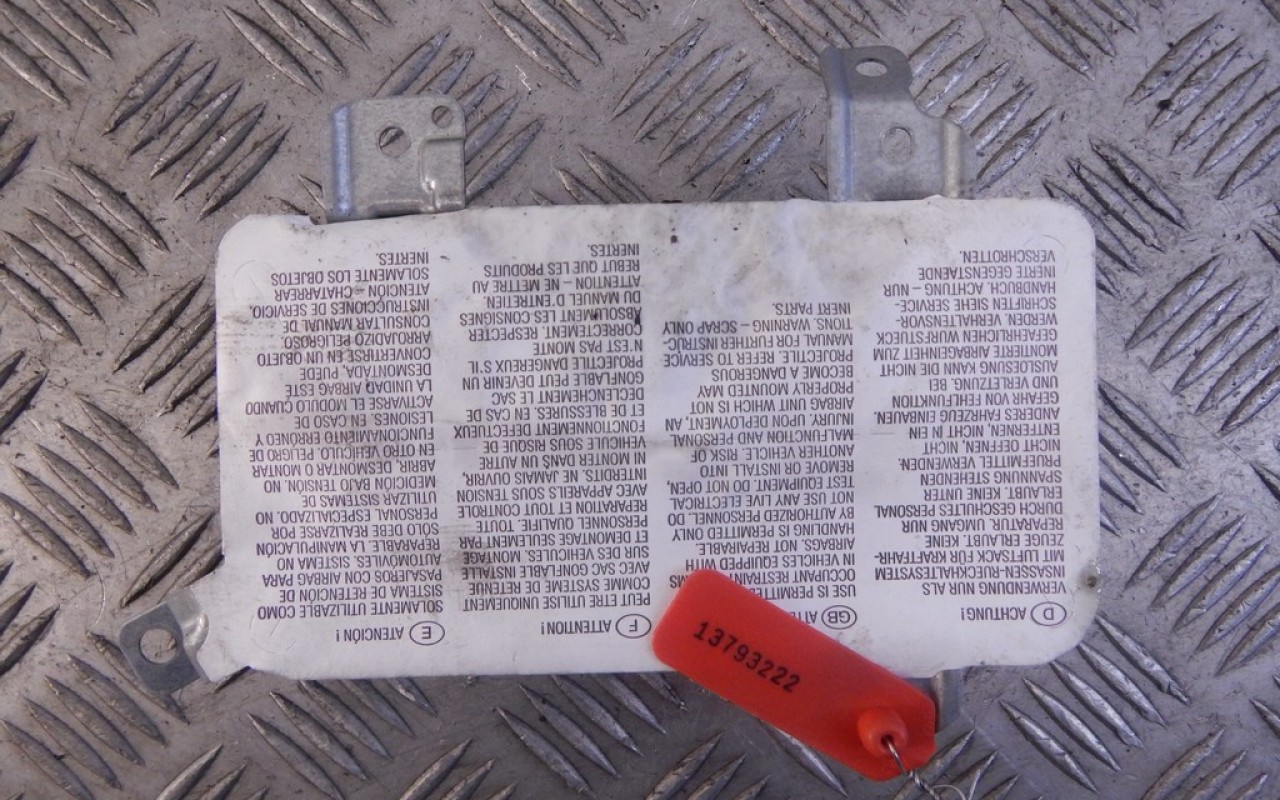 D ACHTUNG!
VERWENDUNG NUR ALS
INSASSEN-RUECKHALTESYSTEM
MIT LUFTSACK FÜR KRAFTFAHR-
ZEUGE ERLAUBT. KEINE
REPARATUR. UMGANG NUR
DURCH GESCHULTES PERSONAL
ERLAUBT. KEINE UNTER
SPANNUNG STEHENDEN
PRUEFMITTEL VERWENDEN.
NICHT OEFFNEN, NICHT
ENTFERNEN, NICHT IN EIN
ANDERES FAHRZEUG EINBAUEN.
GEFAHR VON FEHLFUNKTION
UND VERLETZUNG. BEI
AUSLOESUNG KANN DIE NICHT
MONTIERTE AIRBAGEINHEIT ZUM
GEFAEHRLICHEN WURFSTUECK
WERDEN. VERHALTENSVOR-
SCHRIFTEN SIEHE SERVICE-
HANDBUCH. ACHTUNG – NUR
INERTE GEGENSTAENDE
VERSCHROTTEN.
GB
USE IS PERMITTED
OCCUPANT RESTRAINT
IN VEHICLES EQUIPPED WITH
AIRBAGS. NOT REPAIRABLE.
HANDLING IS PERMITTED ONLY
BY AUTHORIZED PERSONNEL. DO
NOT USE ANY LIVE ELECTRICAL
TEST EQUIPMENT. DO NOT OPEN,
REMOVE OR INSTALL INTO
ANOTHER VEHICLE. RISK OF
MALFUNCTION AND PERSONAL
INJURY. UPON DEPLOYMENT, AN
AIRBAG UNIT WHICH IS NOT
PROPERLY MOUNTED MAY
BECOME A DANGEROUS
PROJECTILE. REFER TO SERVICE
MANUAL FOR FURTHER INSTRUC-
TIONS. WARNING – SCRAP ONLY
INERT PARTS.
F ATTENTION!
PEUT ETRE UTILISE UNIQUEMENT
COMME SYSTEME DE RETENUE
AVEC SAC GONFLABLE INSTALLE
SUR DES VEHICULES. MONTAGE
ET DEMONTAGE SEULEMENT PAR
PERSONNEL QUALIFIE. TOUTE
REPARATION ET TOUT CONTROLE
AVEC APPAREILS SOUS TENSION
INTERDITS. NE JAMAIS OUVRIR,
NI MONTER DANS UN AUTRE
VEHICULE SOUS RISQUE DE
FONCTIONNEMENT DEFECTUEUX
ET DE BLESSURES. EN CAS DE
DECLENCHEMENT LE SAC
GONFLABLE PEUT DEVENIR UN
PROJECTILE DANGEREUX S'IL
N'EST PAS MONTE
CORRECTEMENT. RESPECTER
ABSOLUMENT LES CONSIGNES
DU MANUEL D'ENTRETIEN.
ATTENTION – NE METTRE AU
REBUT QUE LES PRODUITS
INERTES.
E ATENCIÓN!
SOLAMENTE UTILIZABLE COMO
SISTEMA DE RETENCIÓN DE
PASAJEROS CON AIRBAG PARA
AUTOMÓVILES. NO SISTEMA
REPARABLE. LA MANIPULACIÓN
SÓLO DEBE REALIZARSE POR
PERSONAL ESPECIALIZADO. NO
UTILIZAR SISTEMAS DE
MEDICIÓN BAJO TENSIÓN. NO
ABRIR, DESMONTAR O MONTAR
EN OTRO VEHÍCULO. PELIGRO DE
FUNCIONAMIENTO ERRÓNEO Y
LESIONES. EN CASO DE
ACTIVARSE EL MÓDULO CUANDO
LA UNIDAD AIRBAG ESTÉ
DESMONTADA, PUEDE
CONVERTIRSE EN UN OBJETO
ARROJADIZO PELIGROSO.
CONSULTAR MANUAL DE
INSTRUCCIONES DE SERVICIO.
ATENCIÓN – CHATARREAR
SOLAMENTE LOS OBJETOS
INERTES.
13793222